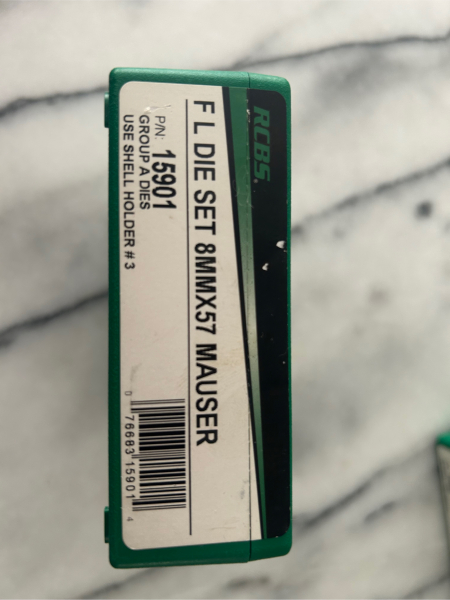 RCBS.
F L DIE SET 8MMX57 MAUSER
P/N: 15901
GROUP A DIES
USE SHELL HOLDER # 3
0 76683 15901 4